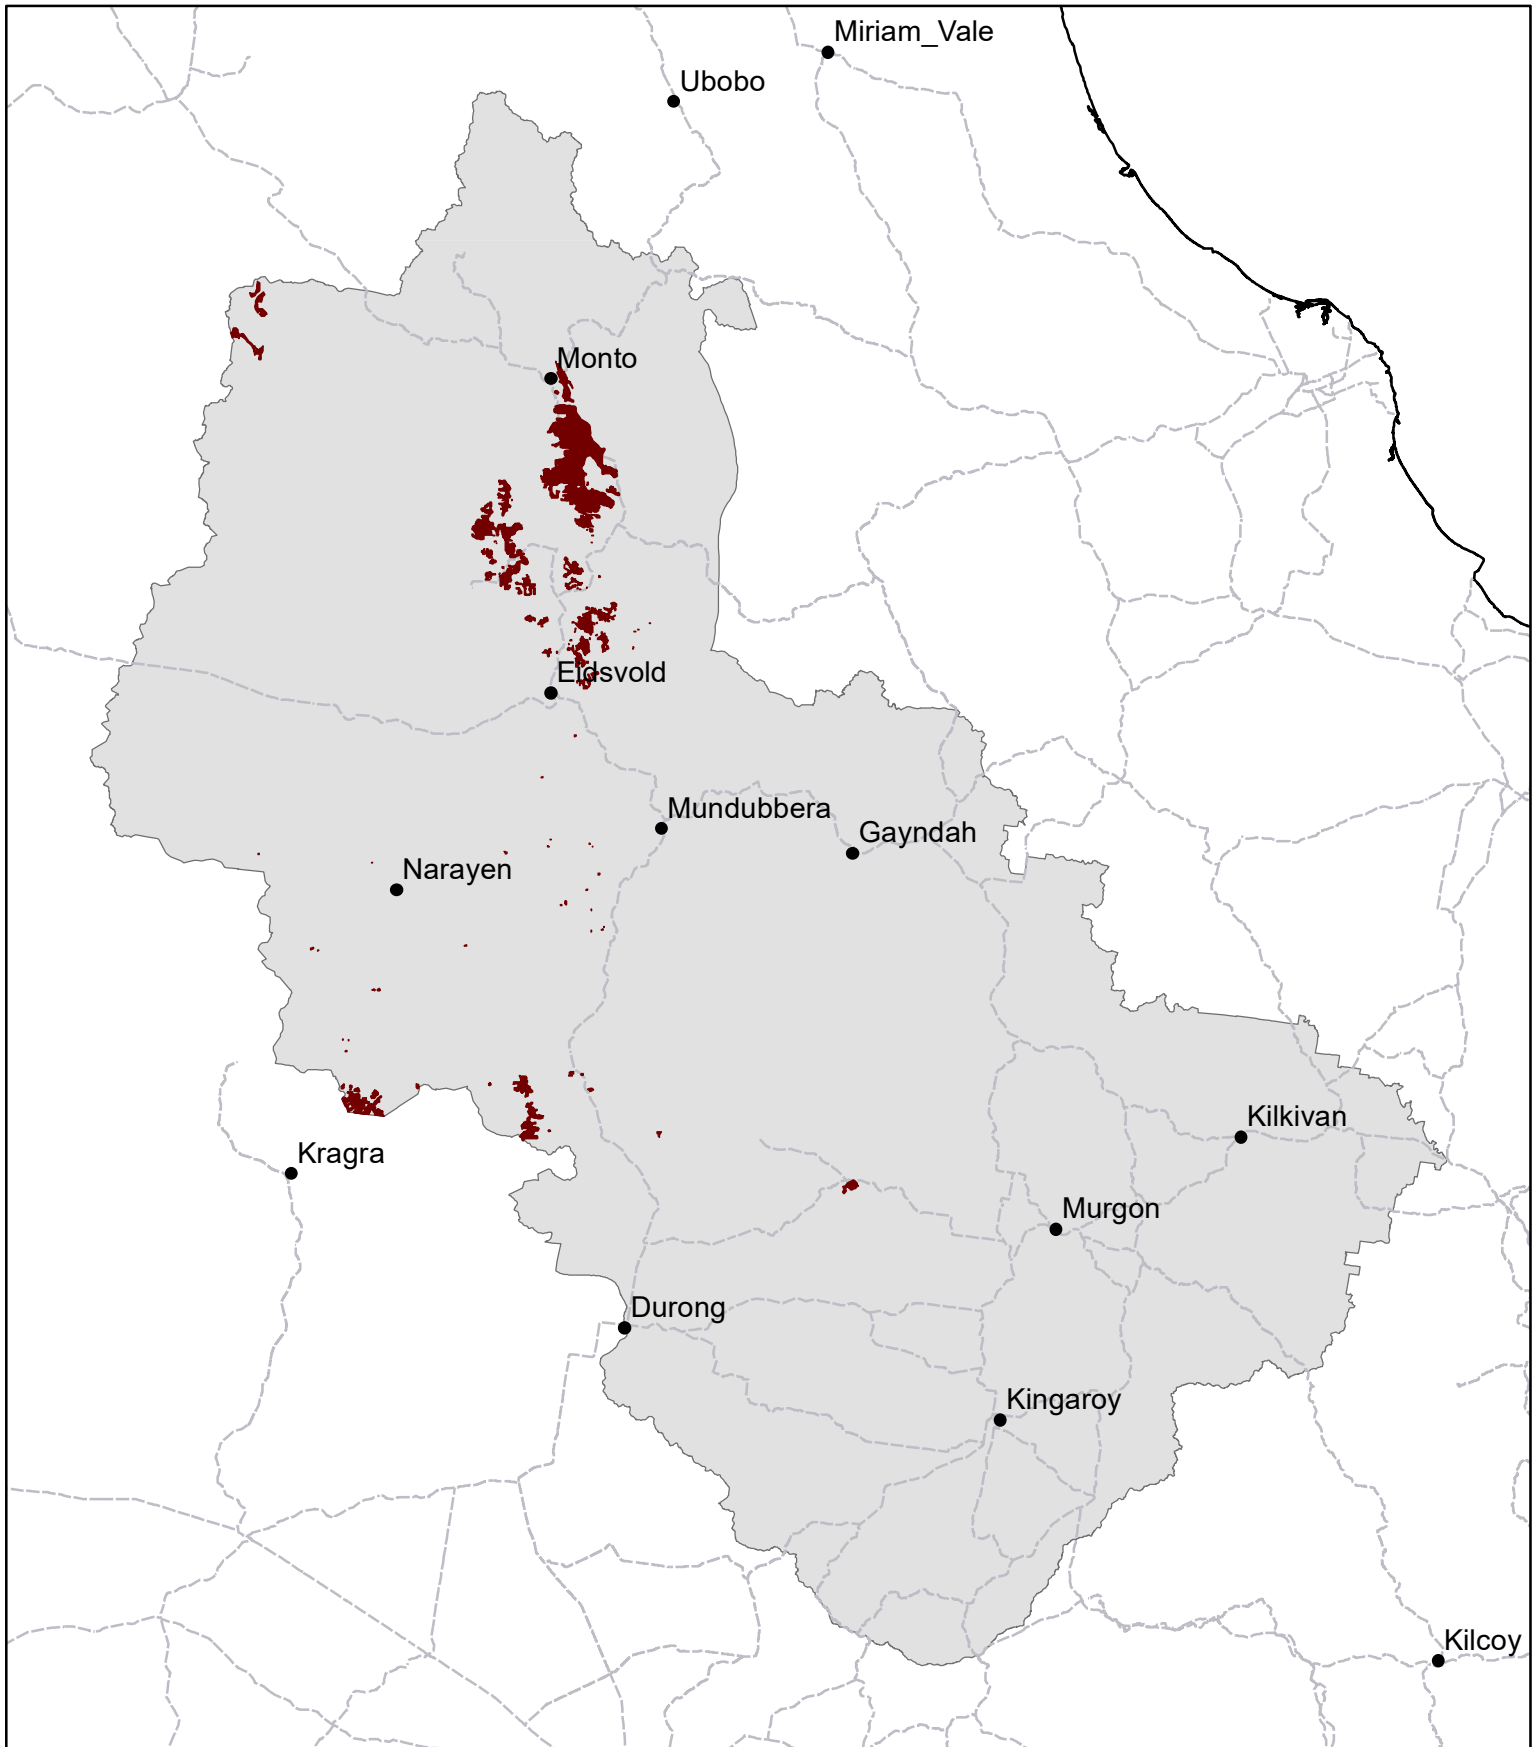 Miriam_Vale
Ubobo
Monto
Eidsvold
Mundubbera
Gayndah
Narayen
Kilkivan
Kragra
Murgon
Durong
Kingaroy
Kilcoy